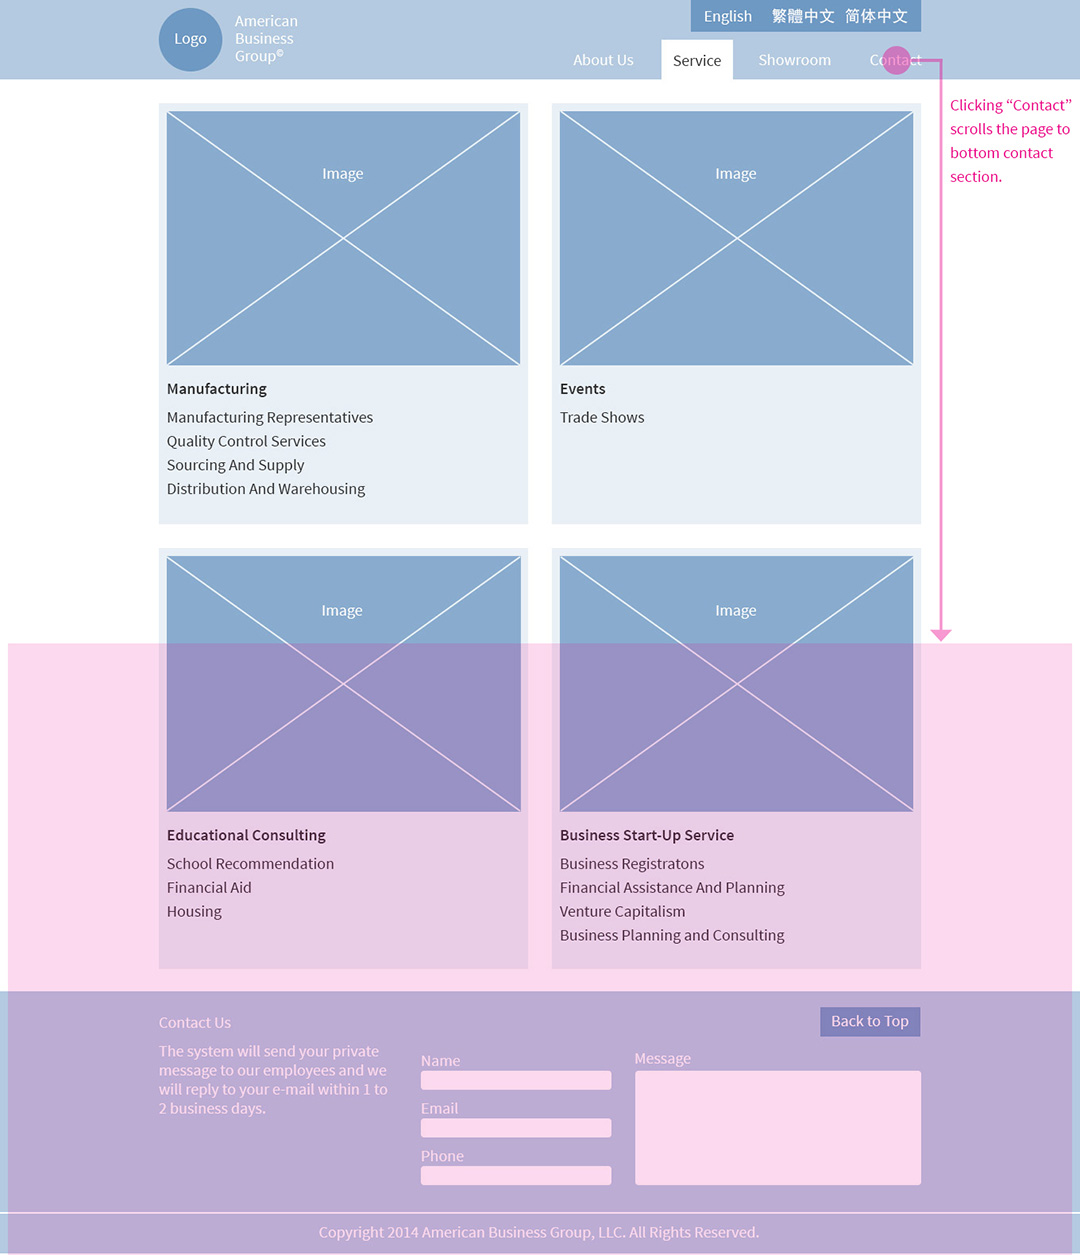 Logo
American
Business
Group©
English 繁體中文 简体中文
About Us Service Showroom Contact
Clicking “Contact”
scrolls the page to
bottom contact
section.
Image
Image
Manufacturing
Manufacturing Representatives
Quality Control Services
Sourcing And Supply
Distribution And Warehousing
Events
Trade Shows
Image
Image
Educational Consulting
School Recommendation
Financial Aid
Housing
Business Start-Up Service
Business Registratons
Financial Assistance And Planning
Venture Capitalism
Business Planning and Consulting
Contact Us
The system will send your private
message to our employees and we
will reply to your e-mail within 1 to
2 business days.
Name
Email
Phone
Message
Back to Top
Copyright 2014 American Business Group, LLC. All Rights Reserved.